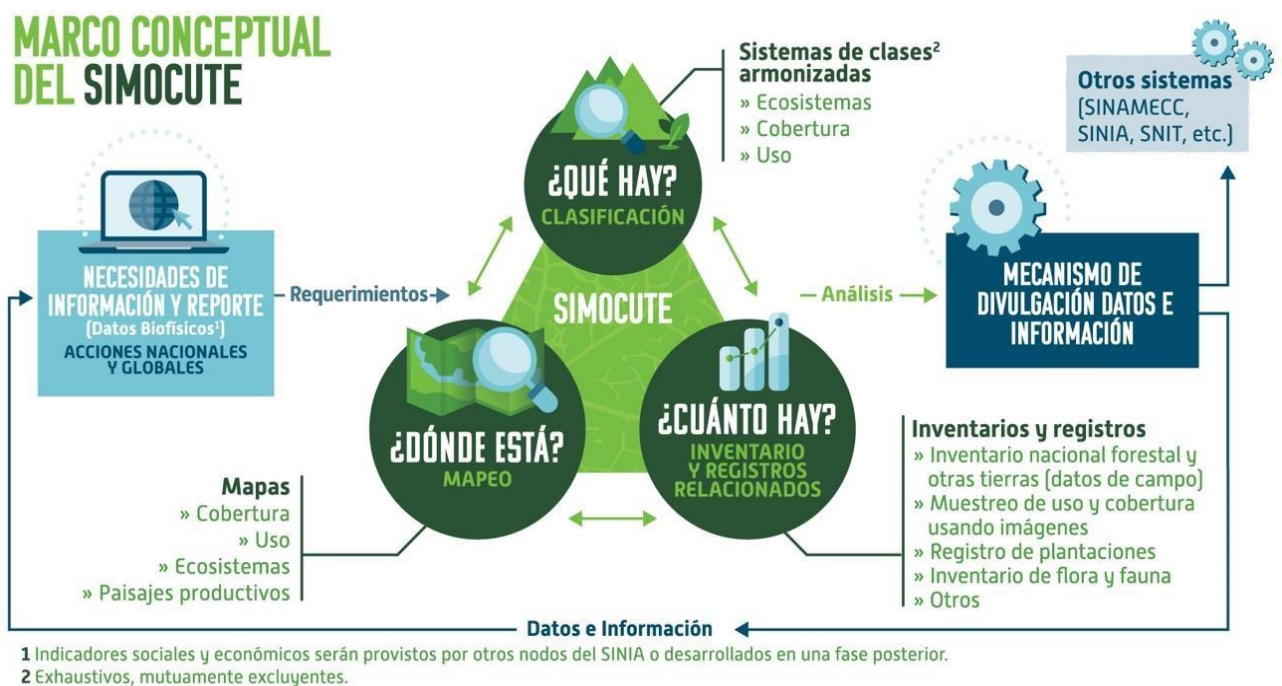 MARCO CONCEPTUAL
DEL SIMOCUTE
NECESIDADES DE
INFORMACIÓN Y REPORTE
(Datos Biofísicos¹)
ACCIONES NACIONALES
Y GLOBALES
Requerimientos
Sistemas de clases²
armonizadas
» Ecosistemas
» Cobertura
» Uso
¿QUÉ HAY?
CLASIFICACIÓN
SIMOCUTE
¿DÓNDE ESTÁ?
MAPEO
¿CUÁNTO HAY?
INVENTARIO
Y REGISTROS
RELACIONADOS
Análisis
Otros sistemas
(SINAMECC,
SINIA, SNIT, etc.)
MECANISMO DE
DIVULGACIÓN DATOS E
INFORMACIÓN
Mapas
» Cobertura
» Uso
» Ecosistemas
» Paisajes productivos
Inventarios y registros
» Inventario nacional forestal y
otras tierras (datos de campo)
» Muestreo de uso y cobertura
usando imágenes
» Registro de plantaciones
» Inventario de flora y fauna
» Otros
Datos e Información
1 Indicadores sociales y económicos serán provistos por otros nodos del SINIA o desarrollados en una fase posterior.
2 Exhaustivos, mutuamente excluyentes.